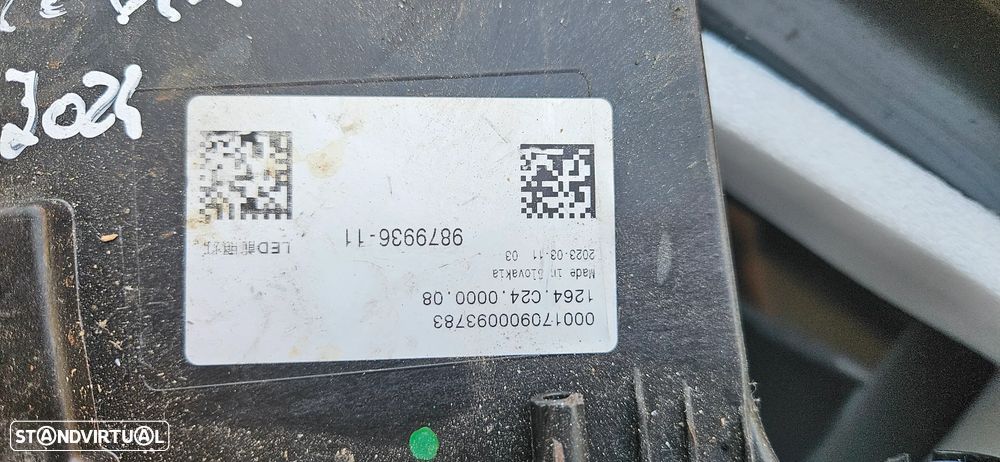 2024
000170900093783
1264.C24.0000.08
Made in Slovakia
2023-03-11 03
9879936-11
LED前照灯
STANDVIRTUAL